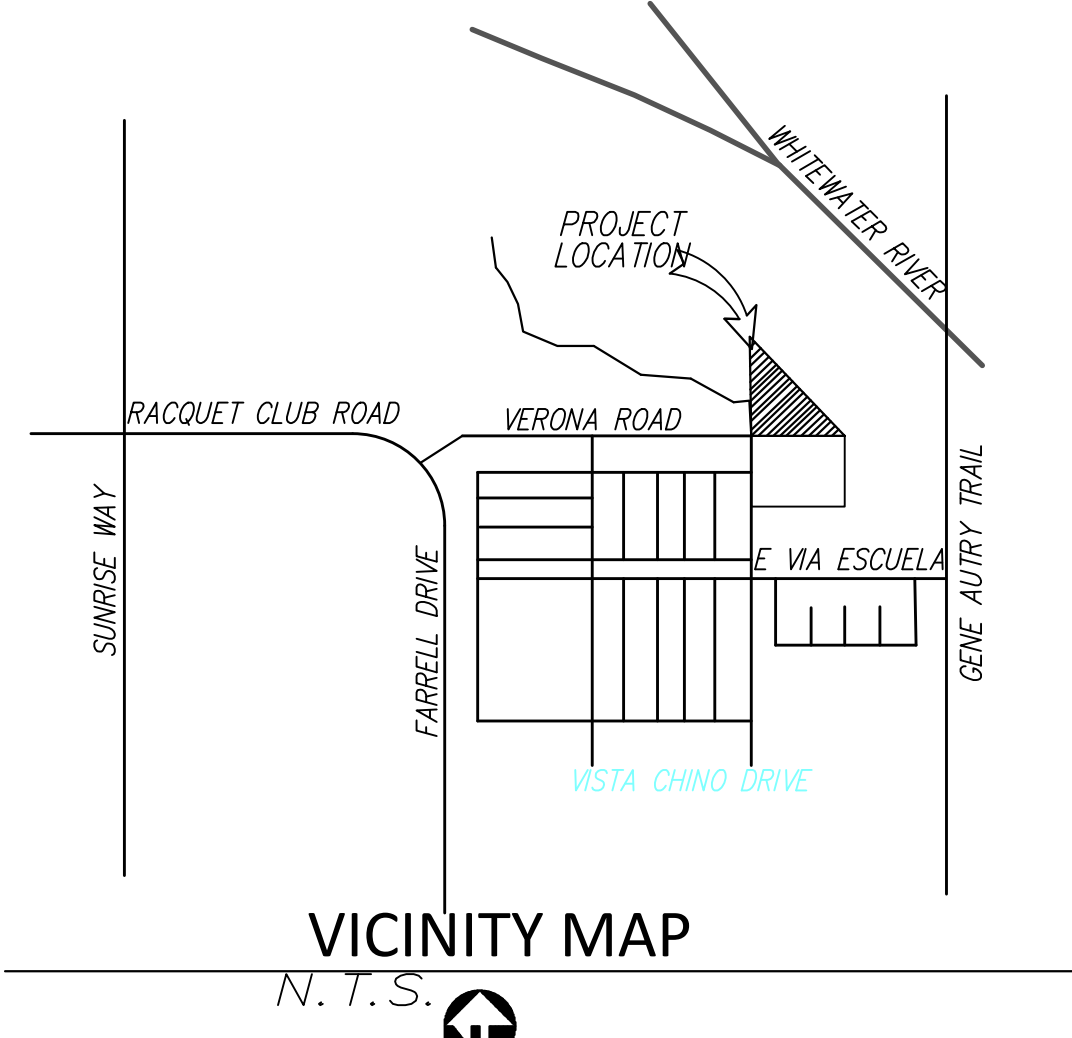 WHITEWATER RIVER
PROJECT
LOCATION
RACQUET CLUB ROAD
VERONA ROAD
SUNRISE WAY
FARRELL DRIVE
E VIA ESCUELA
GENE AUTRY TRAIL
VISTA CHINO DRIVE
VICINITY MAP
N.T.S.